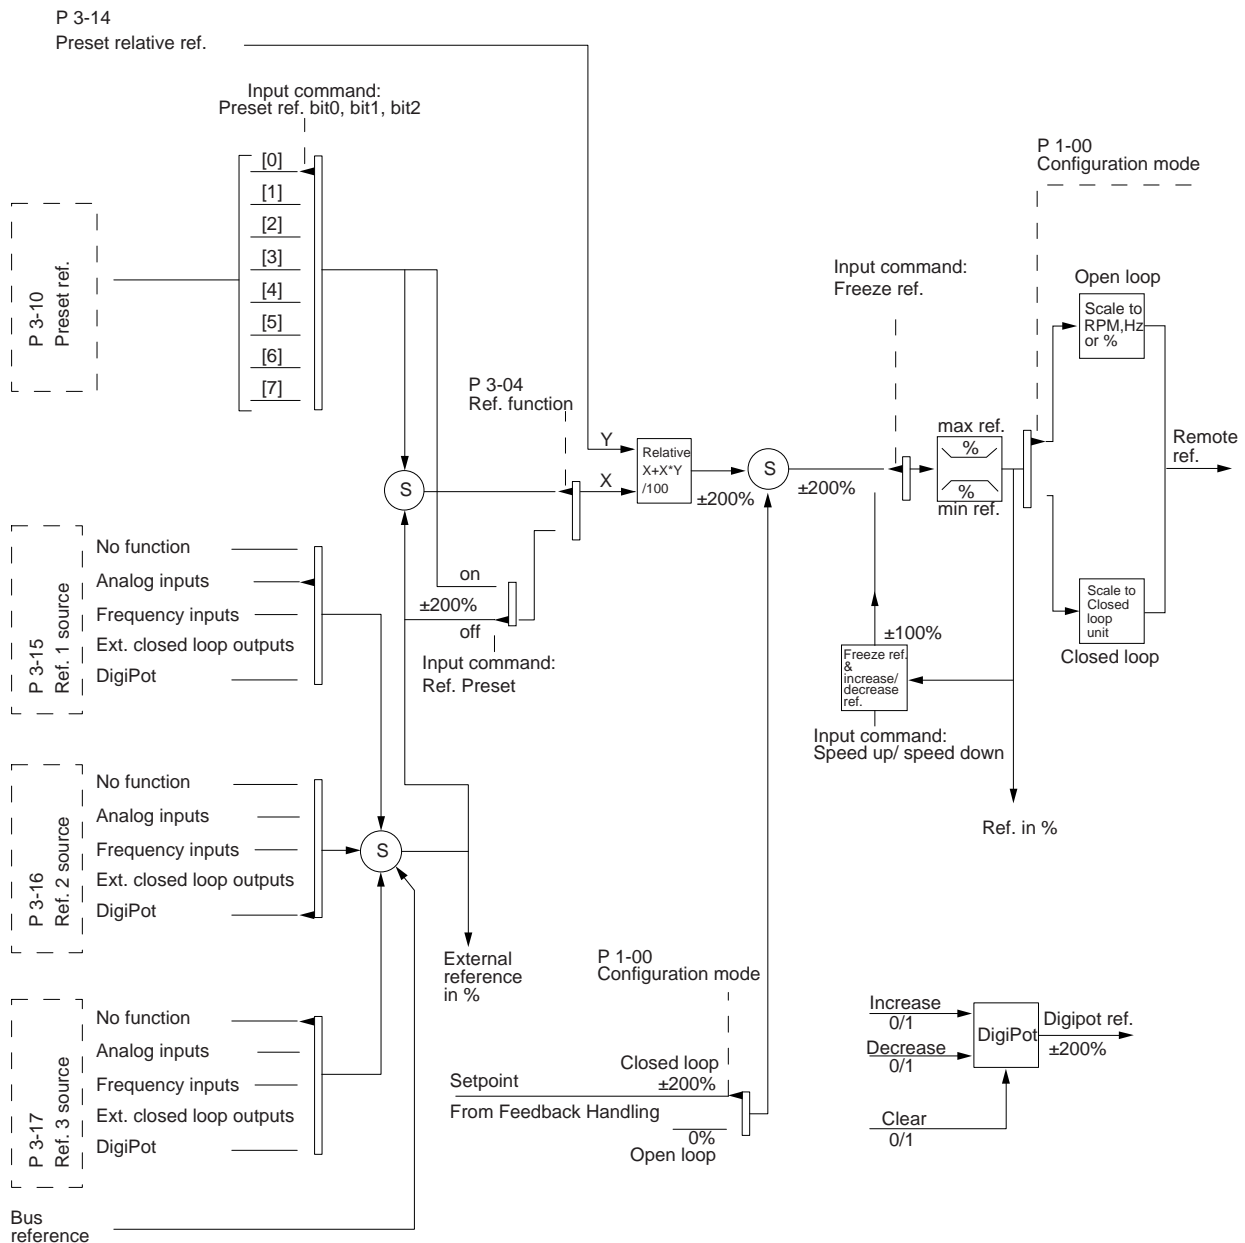 P 3-14
Preset relative ref.
Input command:
Preset ref. bit0, bit1, bit2
[0]
[1]
[2]
[3]
[4]
[5]
[6]
[7]
P 3-10
Preset ref.
P 1-00
Configuration mode
Input command:
Freeze ref.
Open loop
Scale to
RPM,Hz
or %
P 3-04
Ref. function
Y
X
Relative
X+X*Y
/100
±200%
S
±200%
max ref.
%
%
min ref.
Remote
ref.
S
on
±200%
off
Input command:
Ref. Preset
P 3-15
Ref. 1 source
No function
Analog inputs
Frequency inputs
Ext. closed loop outputs
DigiPot
±100%
Freeze ref.
&
increase/
decrease
ref.
Input command:
Speed up/ speed down
Scale to
Closed
loop
unit
Closed loop
Ref. in %
P 3-16
Ref. 2 source
No function
Analog inputs
Frequency inputs
Ext. closed loop outputs
DigiPot
S
External
reference
in %
P 1-00
Configuration mode
P 3-17
Ref. 3 source
No function
Analog inputs
Frequency inputs
Ext. closed loop outputs
DigiPot
Closed loop
Setpoint
±200%
From Feedback Handling
0%
Open loop
Increase
0/1
Decrease
0/1
Clear
0/1
DigiPot
Digipot ref.
±200%
Bus
reference